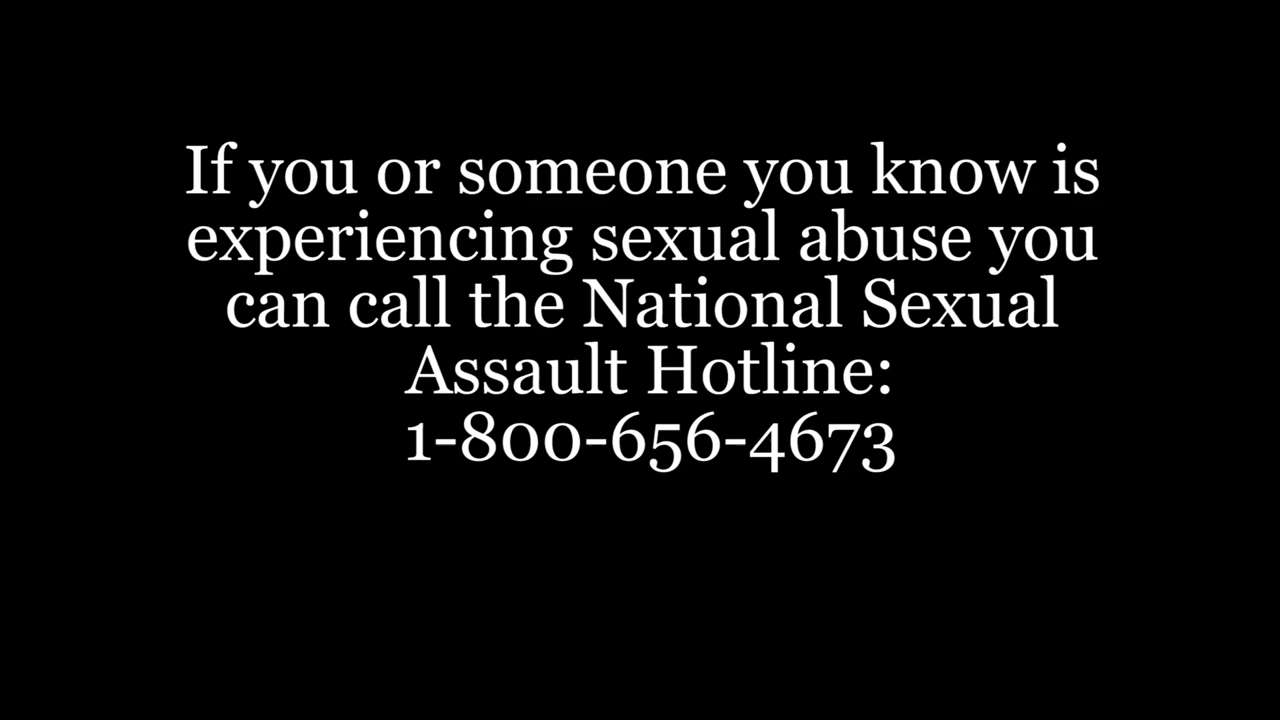 If you or someone you know is
experiencing sexual abuse you
can call the National Sexual
Assault Hotline:
1-800-656-4673